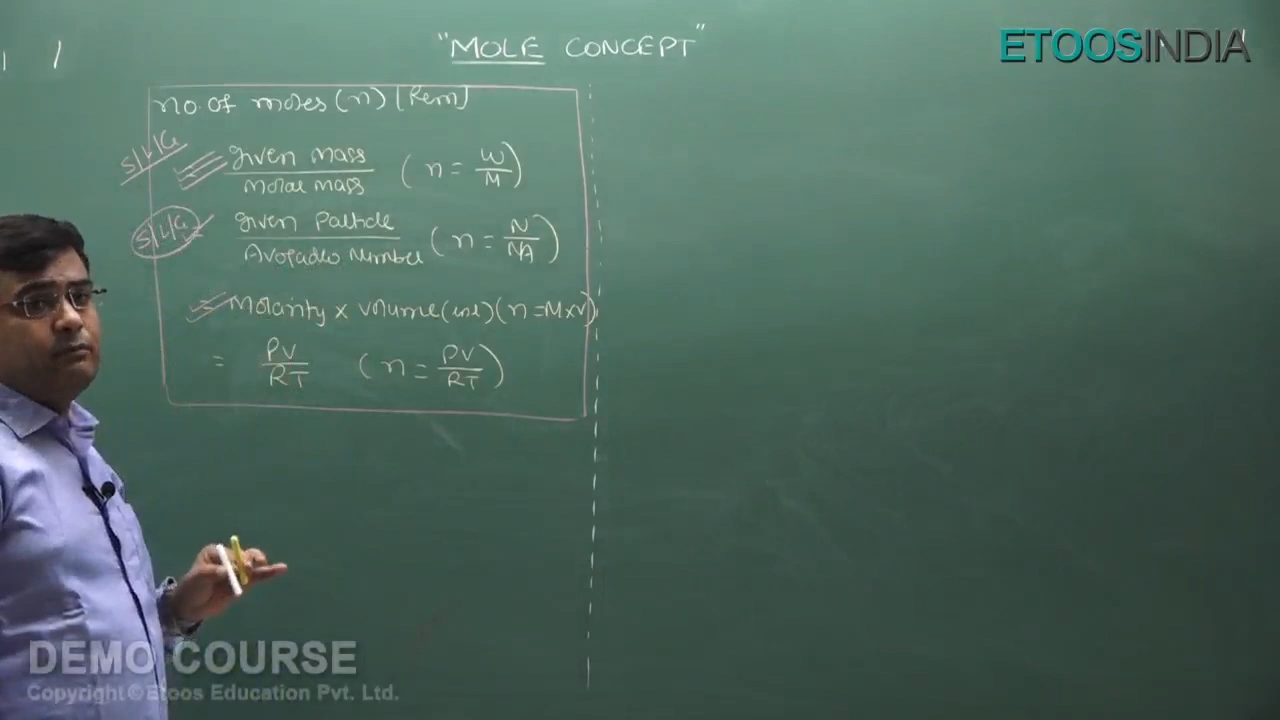 "MOLE CONCEPT"
ETOOSINDIA
no. of moles (n) [Rem]
S/L/G = given mass / Molar mass (n = W/M)
S/L/G = given Particle / Avogadro Number (n = N/NA)
= Molarity x volume (n = M x V)
= PV/RT (n = PV/RT)
DEMO COURSE
Copyright © Etoos Education Pvt. Ltd.